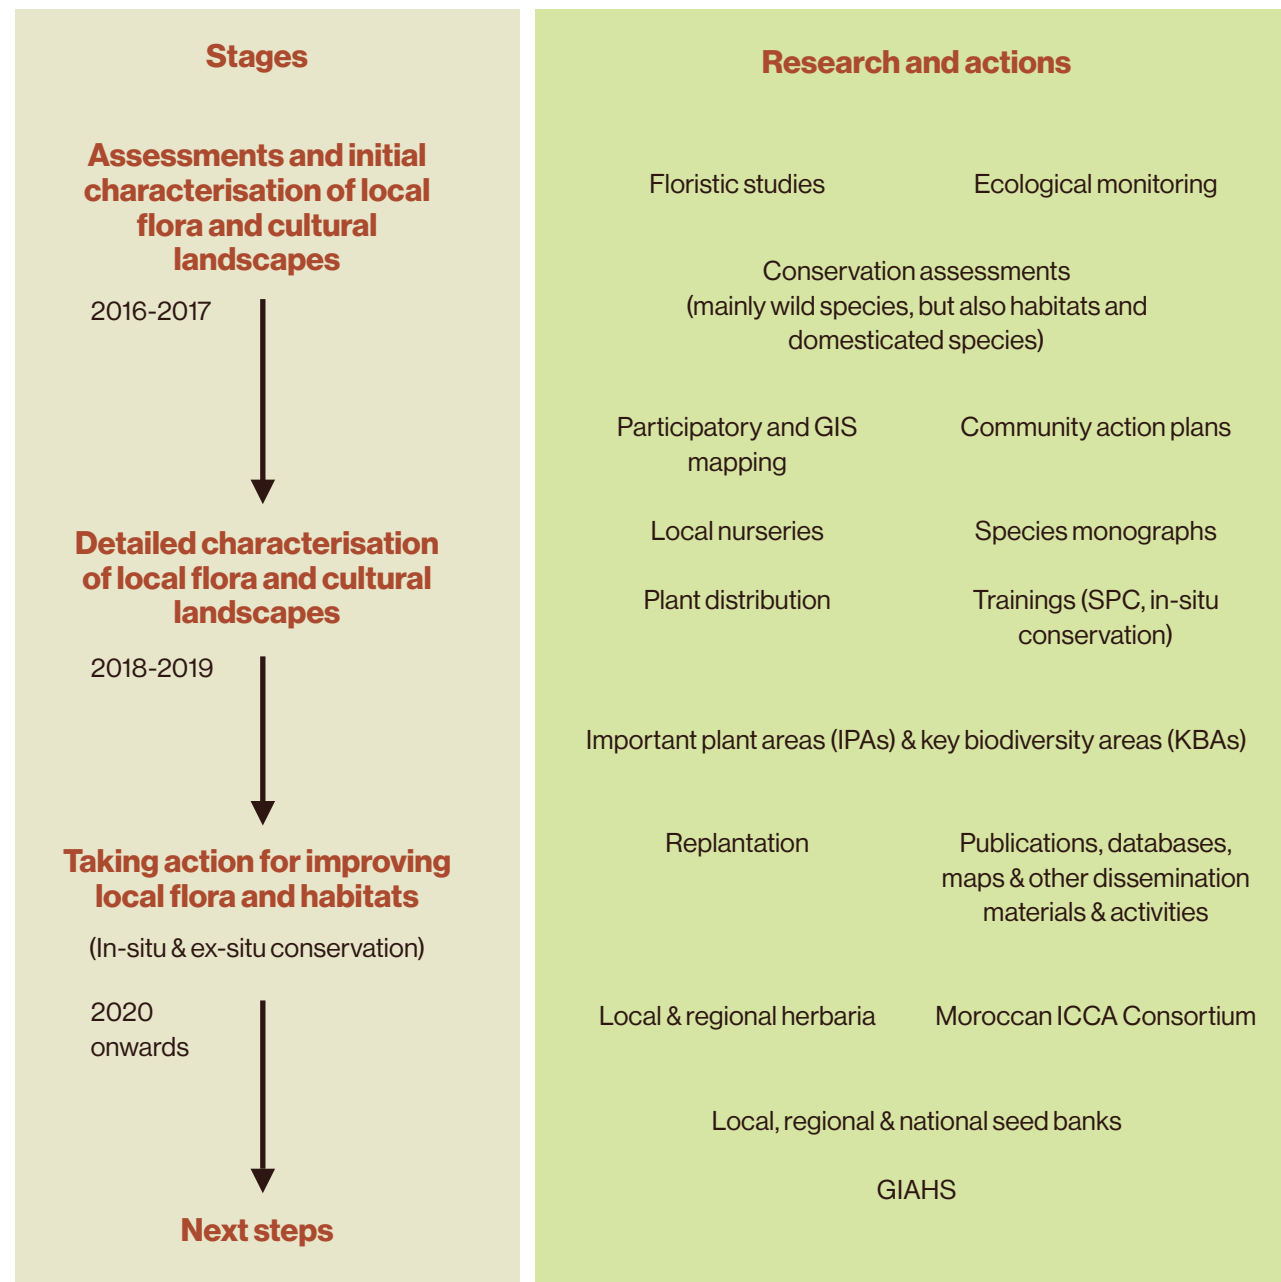 Stages
Assessments and initial
characterisation of local
flora and cultural
landscapes
2016-2017
Detailed characterisation
of local flora and cultural
landscapes
2018-2019
Taking action for improving
local flora and habitats
(In-situ & ex-situ conservation)
2020
onwards
Next steps
Research and actions
Floristic studies
Ecological monitoring
Conservation assessments
(mainly wild species, but also habitats and
domesticated species)
Participatory and GIS
mapping
Community action plans
Local nurseries
Species monographs
Plant distribution
Trainings (SPC, in-situ
conservation)
Important plant areas (IPAs) & key biodiversity areas (KBAs)
Replantation
Publications, databases,
maps & other dissemination
materials & activities
Local & regional herbaria
Moroccan ICCA Consortium
Local, regional & national seed banks
GIAHS